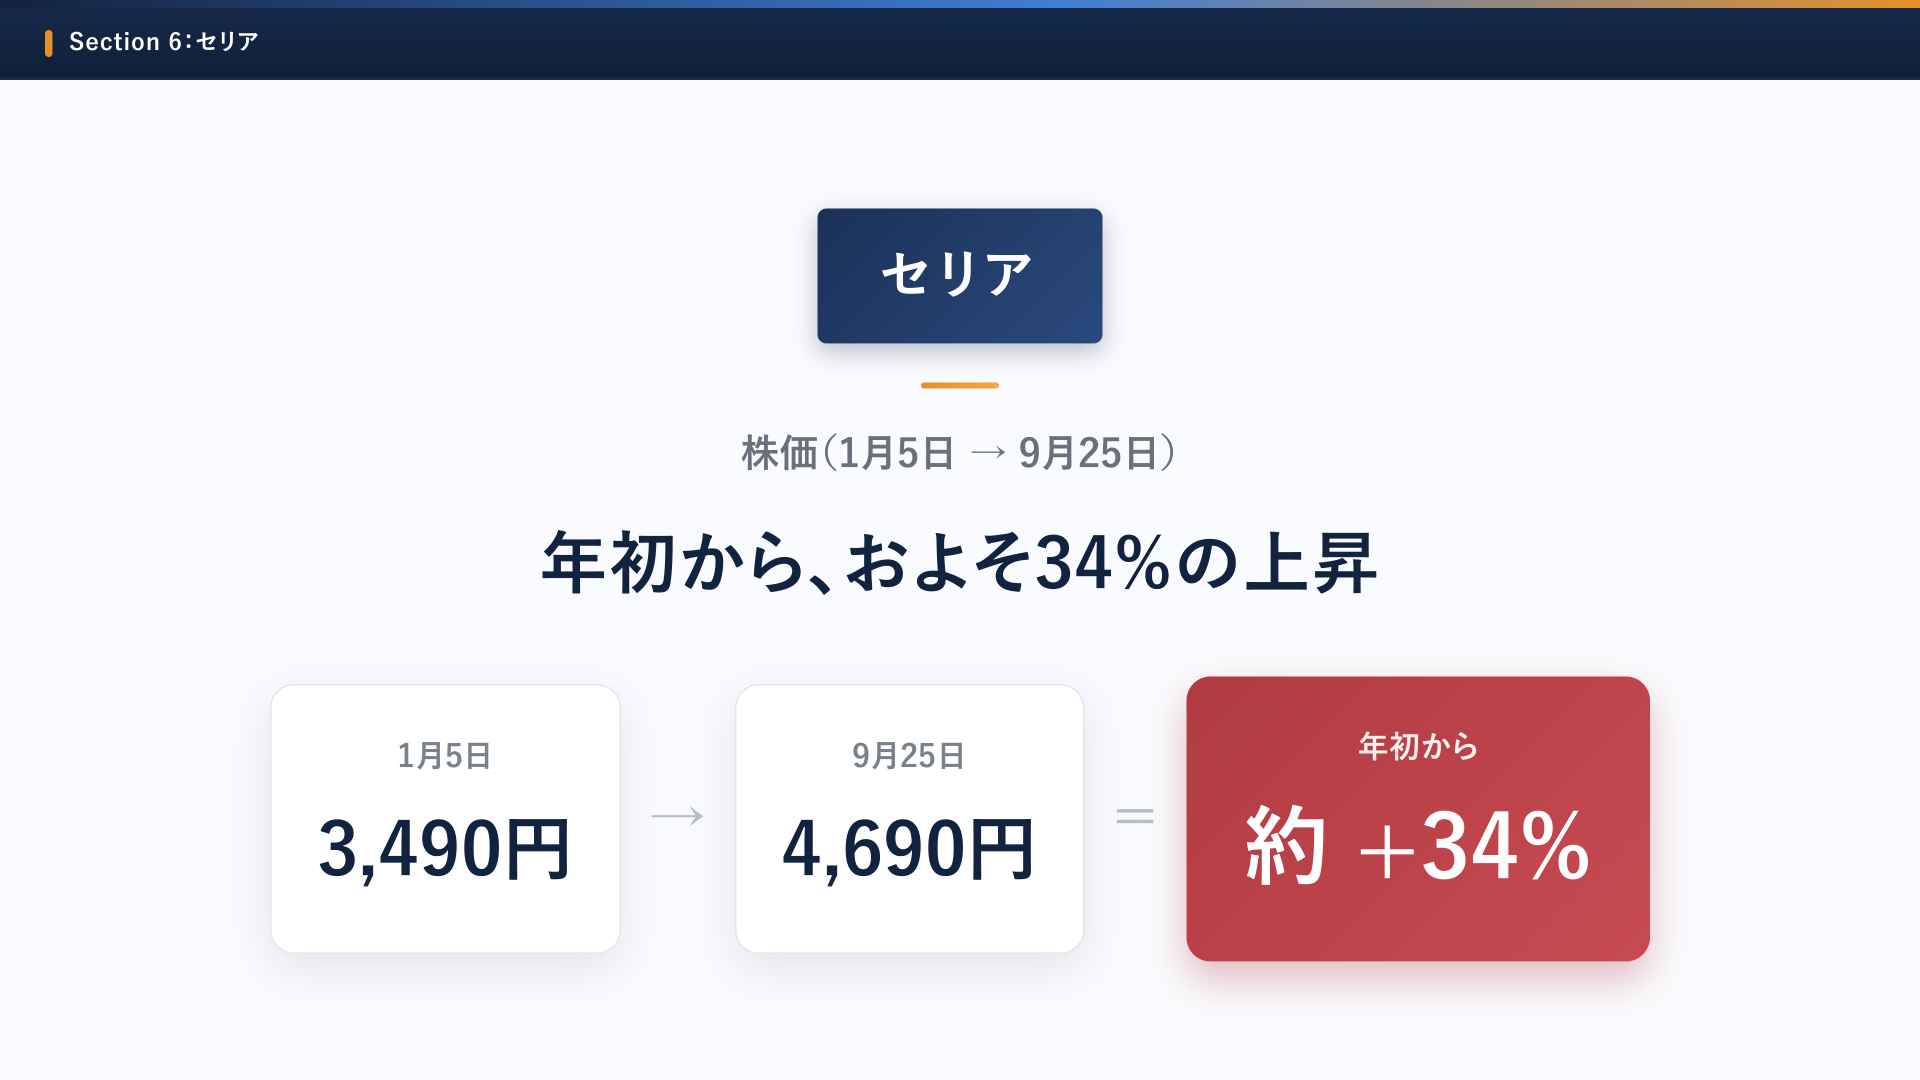 Section 6：セリア
セリア
株価（1月5日 → 9月25日）
年初から、およそ34%の上昇
1月5日
3,490円
→
9月25日
4,690円
＝
年初から
約 ＋34%